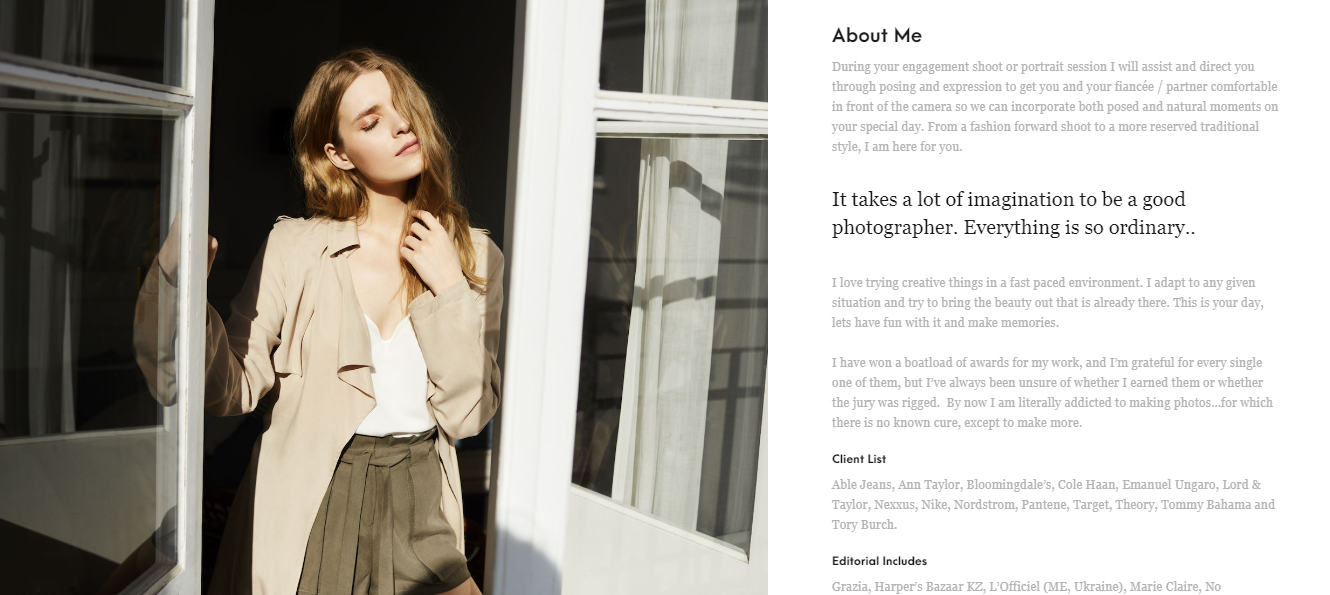 About Me
During your engagement shoot or portrait session I will assist and direct you
through posing and expression to get you and your fiancée / partner comfortable
in front of the camera so we can incorporate both posed and natural moments on
your special day. From a fashion forward shoot to a more reserved traditional
style, I am here for you.
It takes a lot of imagination to be a good
photographer. Everything is so ordinary..
I love trying creative things in a fast paced environment. I adapt to any given
situation and try to bring the beauty out that is already there. This is your day,
lets have fun with it and make memories.
I have won a boatload of awards for my work, and I'm grateful for every single
one of them, but I've always been unsure of whether I earned them or whether
the jury was rigged.  By now I am literally addicted to making photos...for which
there is no known cure, except to make more.
Client List
Able Jeans, Ann Taylor, Bloomingdale's, Cole Haan, Emanuel Ungaro, Lord &
Taylor, Nexxus, Nike, Nordstrom, Pantene, Target, Theory, Tommy Bahama and
Tory Burch.
Editorial Includes
Grazia, Harper's Bazaar KZ, L'Officiel (ME, Ukraine), Marie Claire, No